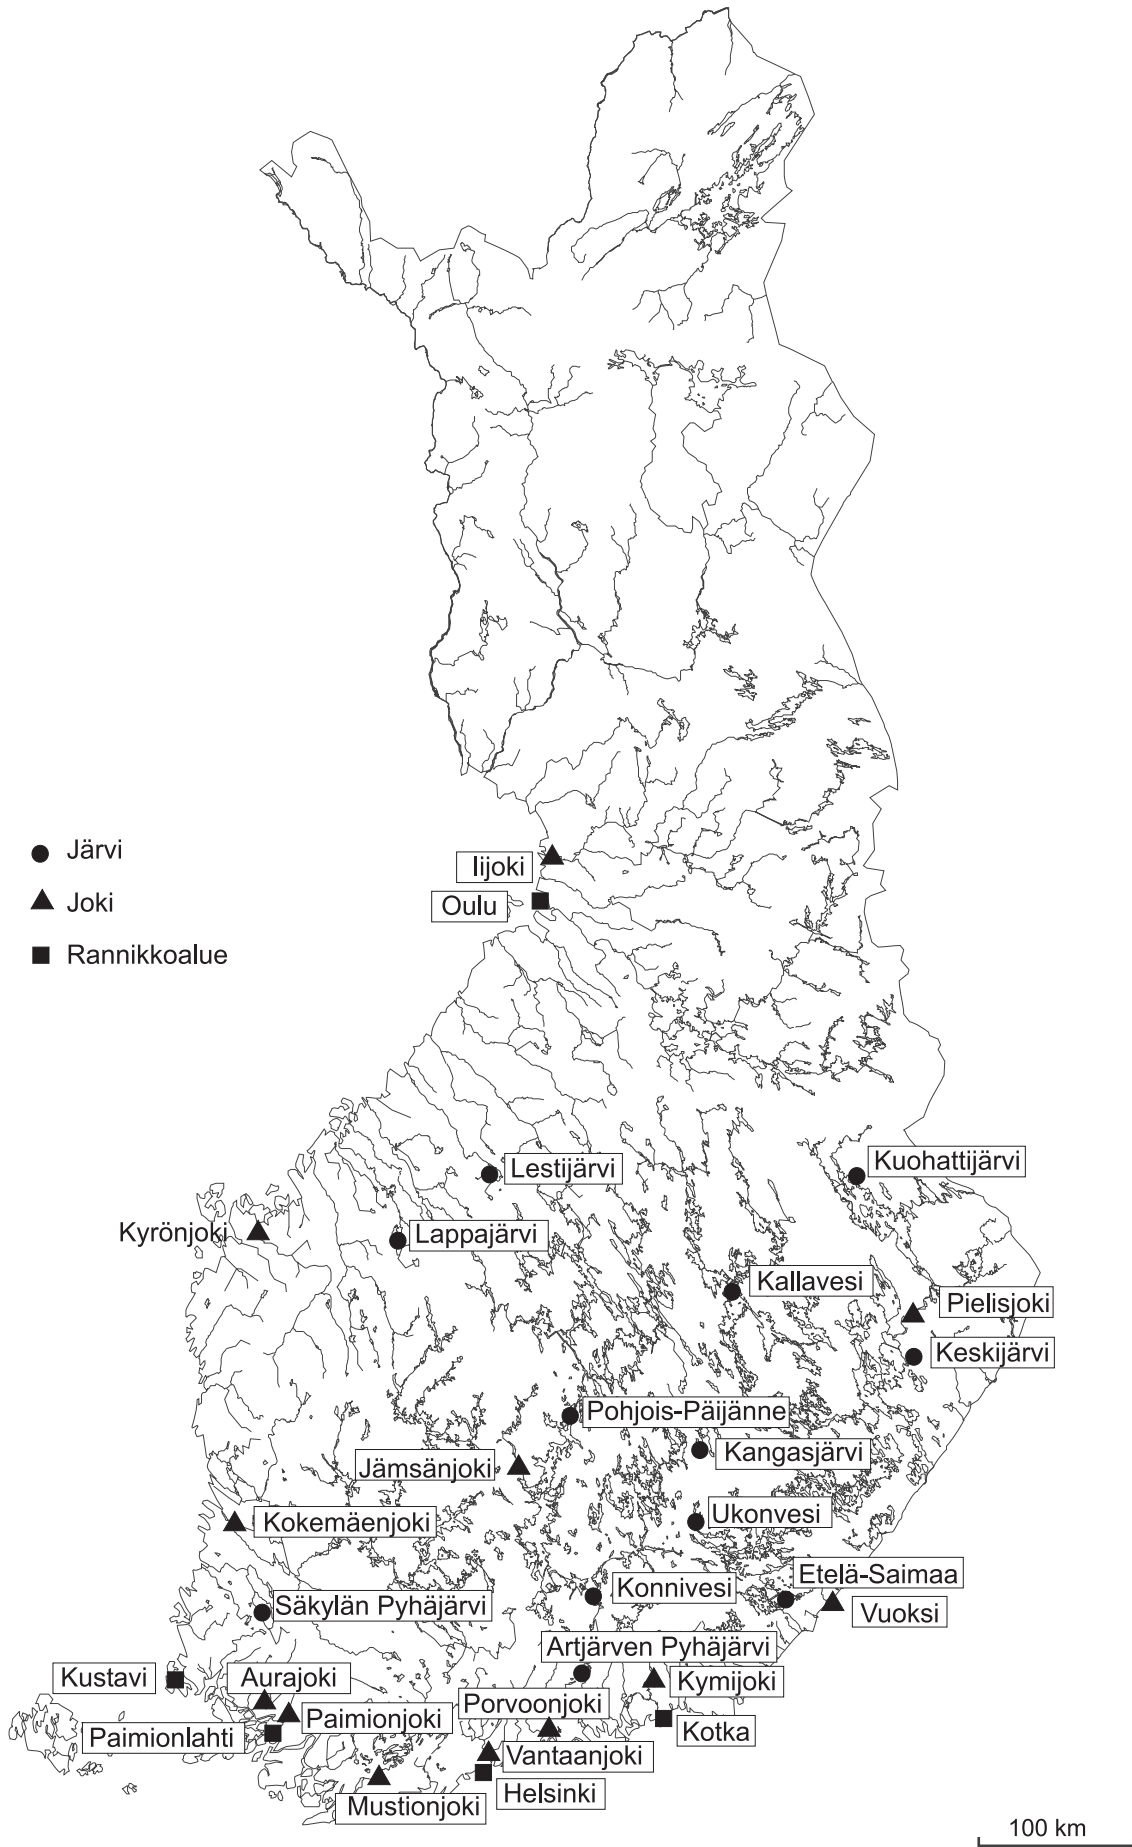 Järvi
Joki
Rannikkoalue
Iijoki
Oulu
Lestijärvi
Kuohattijärvi
Kyrönjoki
Lappajärvi
Kallavesi
Pielisjoki
Keskijärvi
Pohjois-Päijänne
Kangasjärvi
Jämsänjoki
Ukonvesi
Kokemäenjoki
Etelä-Saimaa
Konnivesi
Säkylän Pyhäjärvi
Vuoksi
Artjärven Pyhäjärvi
Kustavi
Aurajoki
Kymijoki
Porvoonjoki
Paimionjoki
Paimionlahti
Kotka
Vantaanjoki
Helsinki
Mustionjoki
100 km